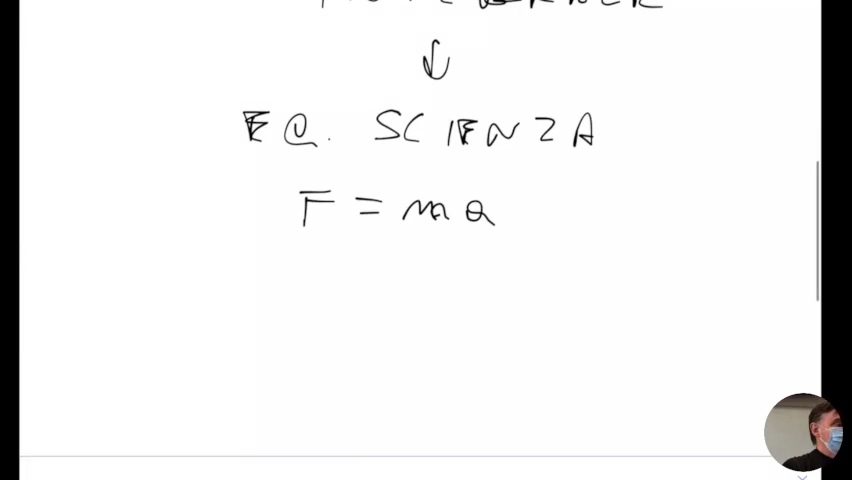 EQ. SCIENZA
F = ma